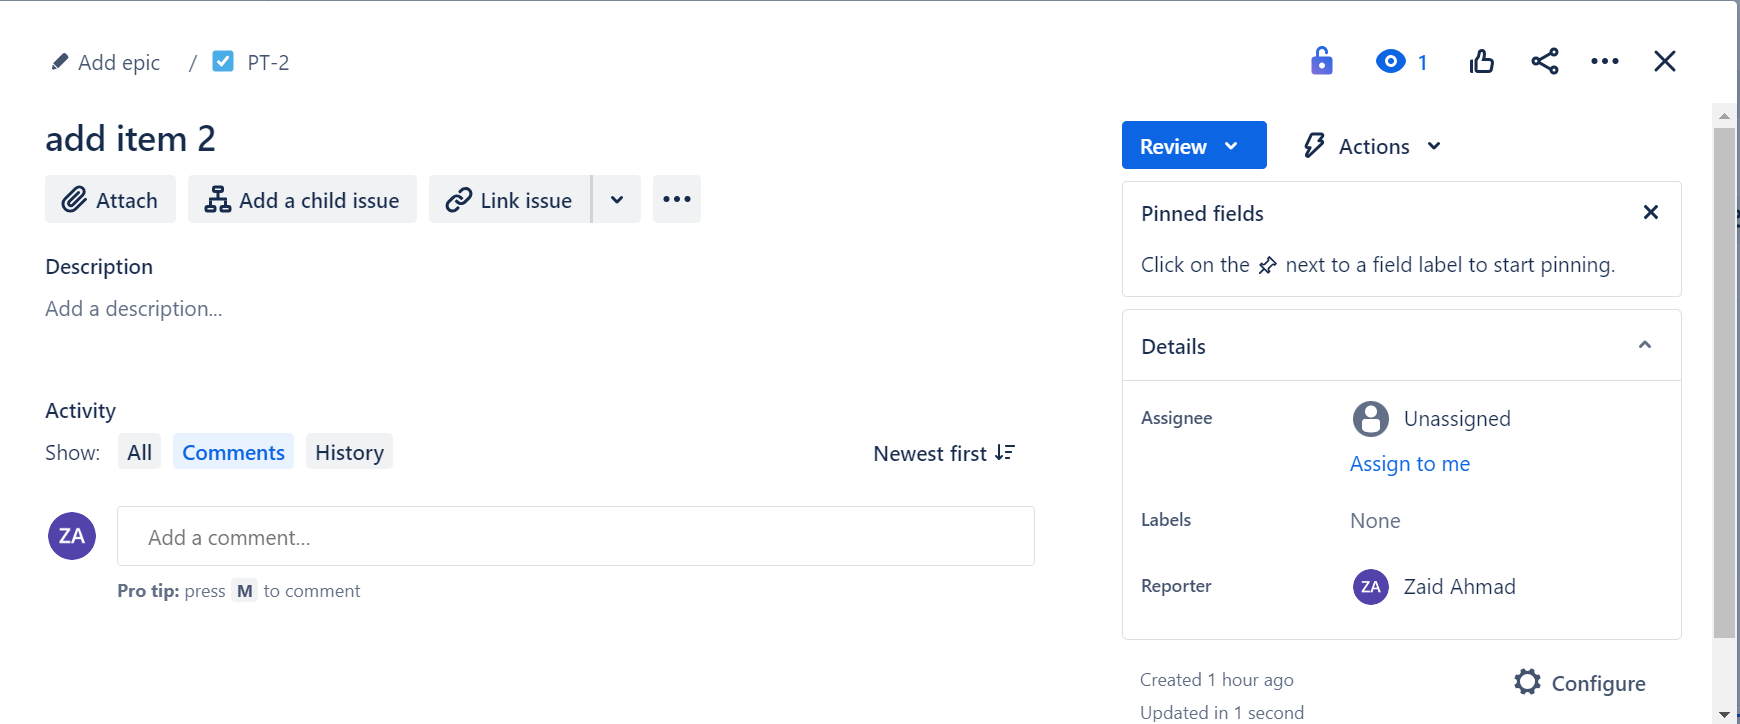 Add epic / PT-2
1
add item 2
Attach
Add a child issue
Link issue
Description
Add a description...
Activity
Show: All Comments History
Newest first
ZA
Add a comment...
Pro tip: press M to comment
Review
Actions
Pinned fields
Click on the next to a field label to start pinning.
Details
Assignee
Unassigned
Assign to me
Labels
None
Reporter
ZA Zaid Ahmad
Created 1 hour ago
Updated in 1 second
Configure